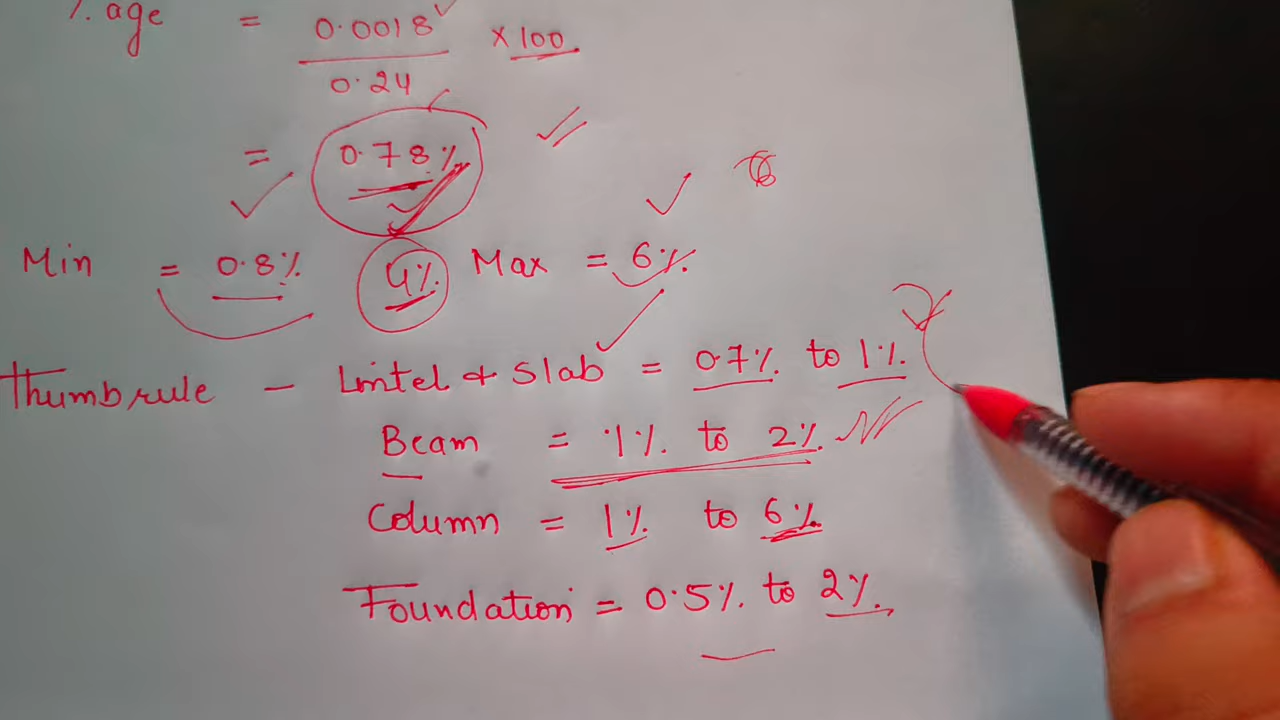 %.age = 0.0018 / 0.24 × 100
= 0.78%
Min = 0.8% 4% Max = 6%
Thumbrule - Lintel & Slab = 0.7% to 1%.
Beam = 1% to 2%.
Column = 1% to 6%
Foundation = 0.5% to 2%.